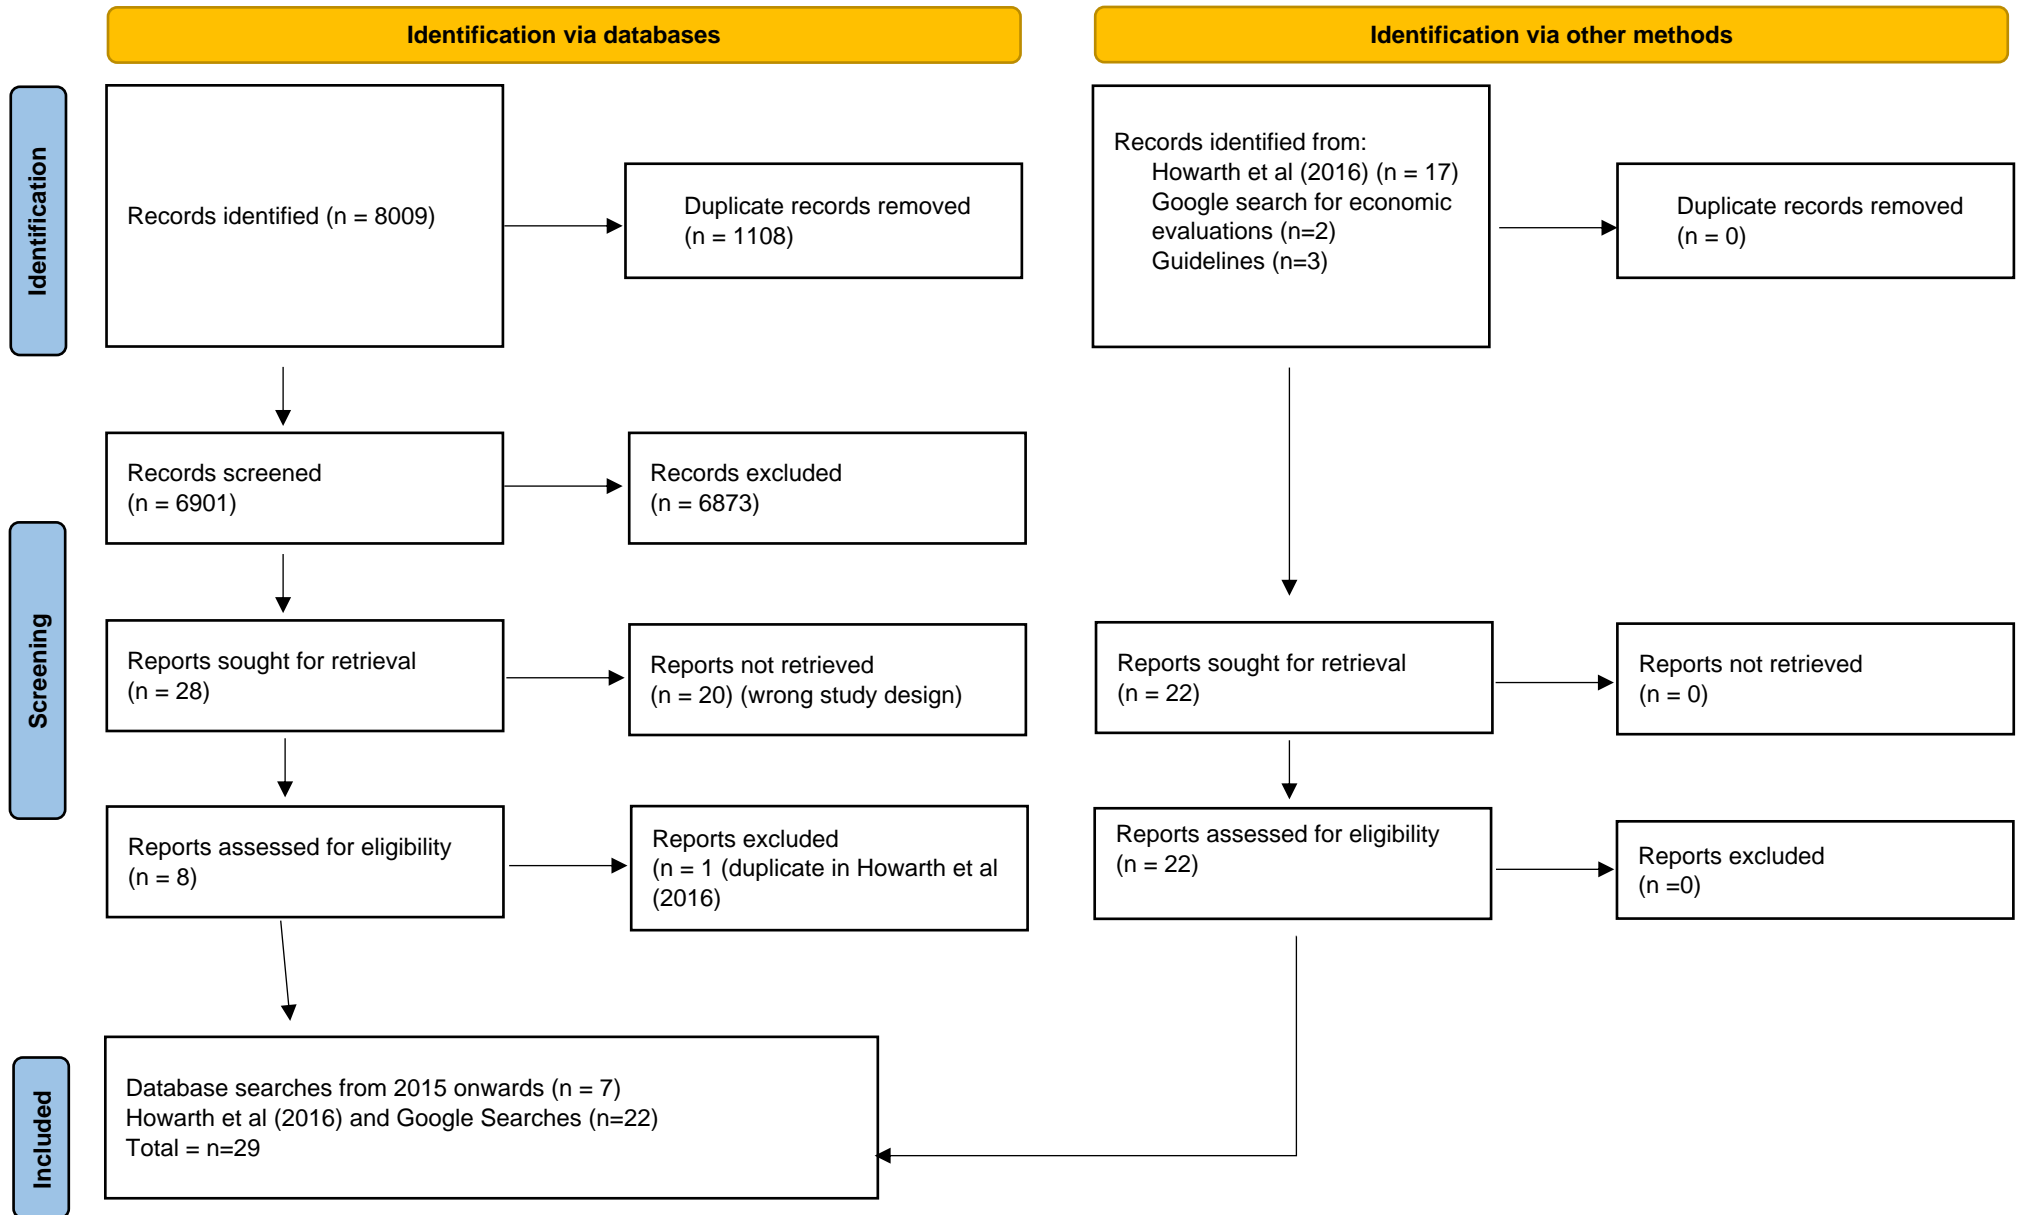 Identification via databases
Identification via other methods
Identification
Records identified (n = 8009)
Duplicate records removed
(n = 1108)
Records identified from:
Howarth et al (2016) (n = 17)
Google search for economic
evaluations (n=2)
Guidelines (n=3)
Duplicate records removed
(n = 0)
Screening
Records screened
(n = 6901)
Records excluded
(n = 6873)
Reports sought for retrieval
(n = 28)
Reports not retrieved
(n = 20) (wrong study design)
Reports sought for retrieval
(n = 22)
Reports not retrieved
(n = 0)
Reports assessed for eligibility
(n = 8)
Reports excluded
(n = 1 (duplicate in Howarth et al
(2016)
Reports assessed for eligibility
(n = 22)
Reports excluded
(n =0)
Included
Database searches from 2015 onwards (n = 7)
Howarth et al (2016) and Google Searches (n=22)
Total = n=29